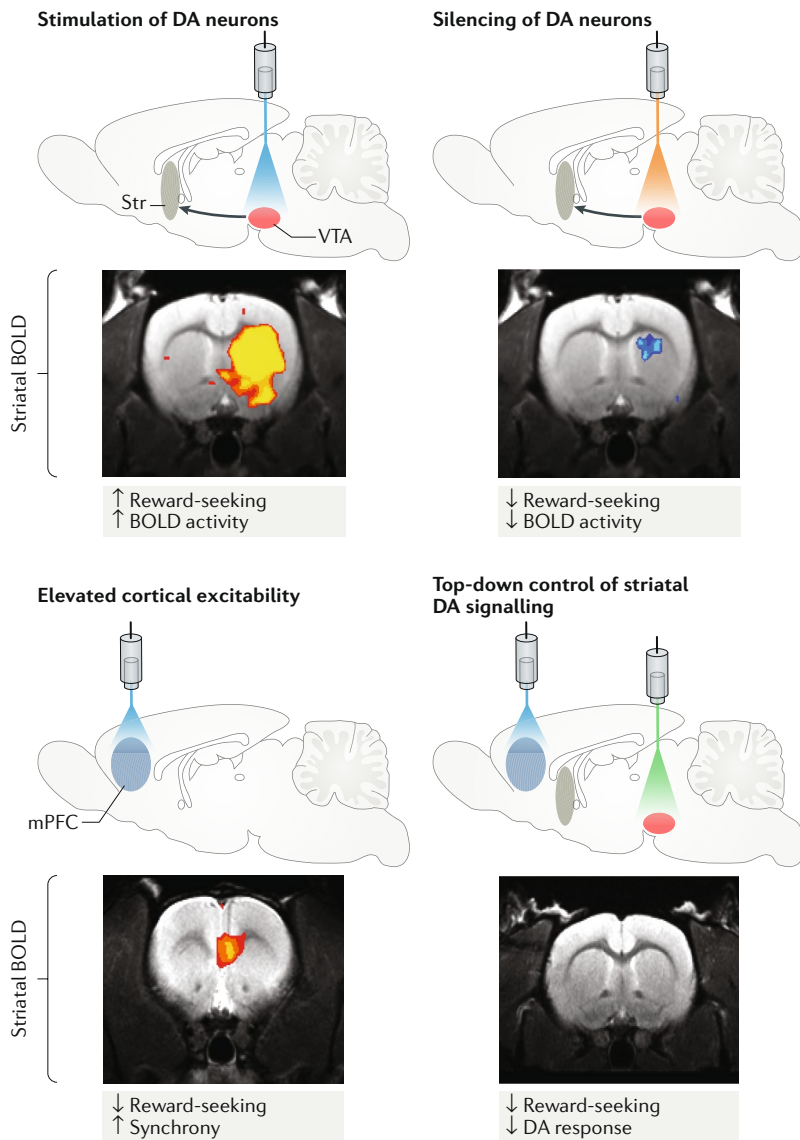 Stimulation of DA neurons
Silencing of DA neurons
Str
VTA
Striatal BOLD
↑ Reward-seeking
↑ BOLD activity
↓ Reward-seeking
↓ BOLD activity
Elevated cortical excitability
Top-down control of striatal
DA signalling
mPFC
Striatal BOLD
↓ Reward-seeking
↑ Synchrony
↓ Reward-seeking
↓ DA response